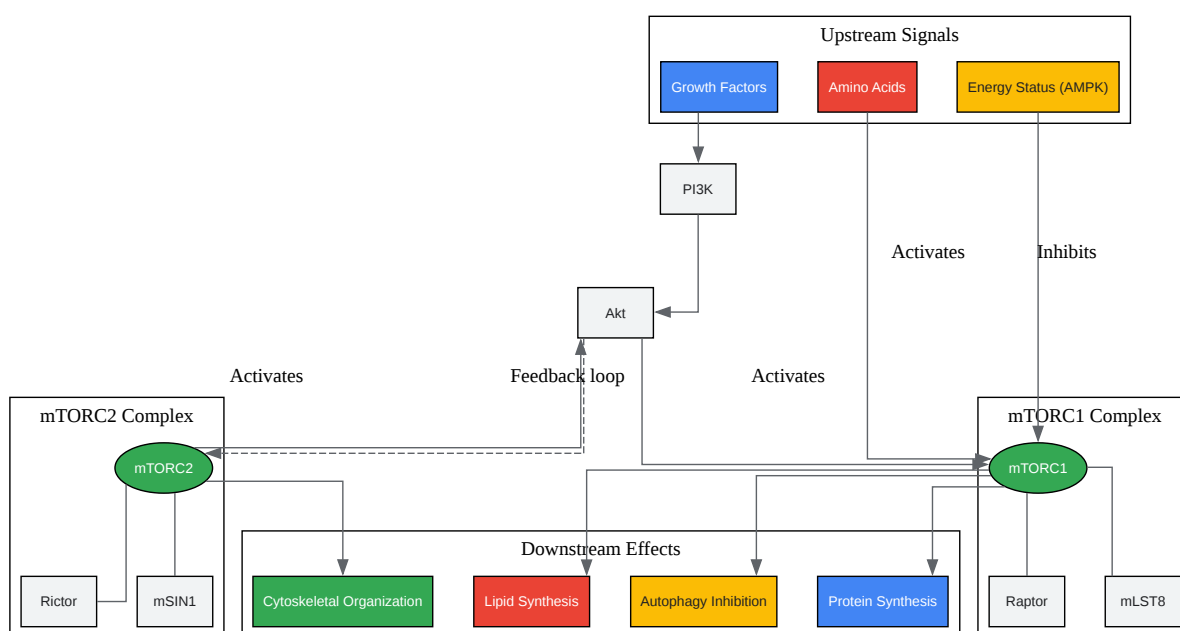 Upstream Signals
Growth Factors
Amino Acids
Energy Status (AMPK)
PI3K
Activates
Inhibits
Akt
Activates
Feedback loop
Activates
mTORC2 Complex
mTORC1 Complex
mTORC2
mTORC1
Downstream Effects
Rictor
mSIN1
Cytoskeletal Organization
Lipid Synthesis
Autophagy Inhibition
Protein Synthesis
Raptor
mLST8